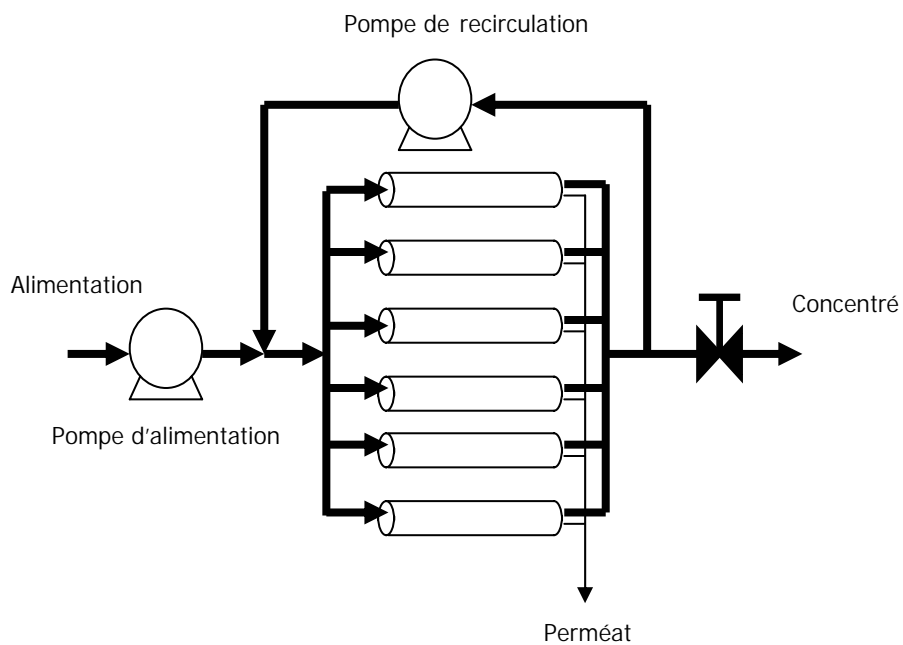 Pompe de recirculation
Alimentation
Concentré
Pompe d'alimentation
Perméat